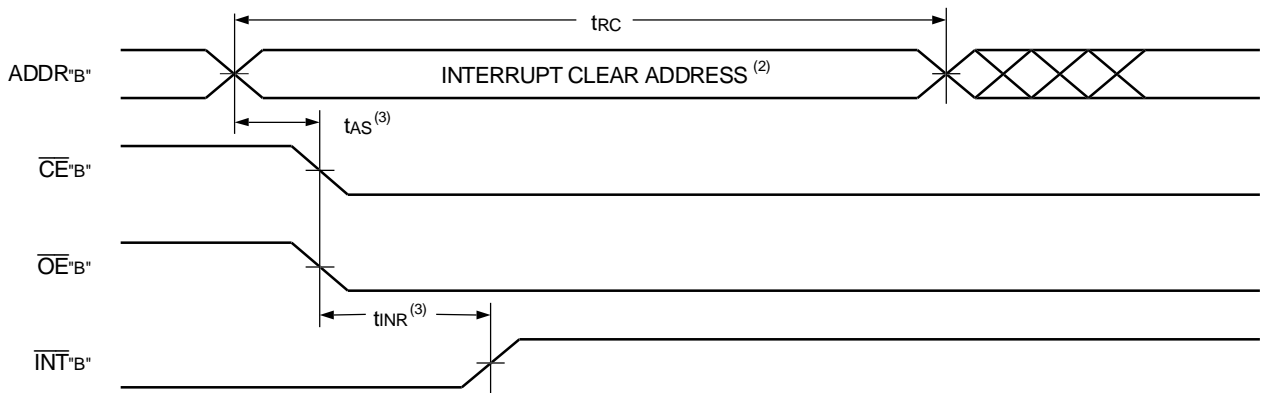 tRC
ADDR"B"
INTERRUPT CLEAR ADDRESS (2)
tAS(3)
CE"B"
OE"B"
tINR(3)
INT"B"